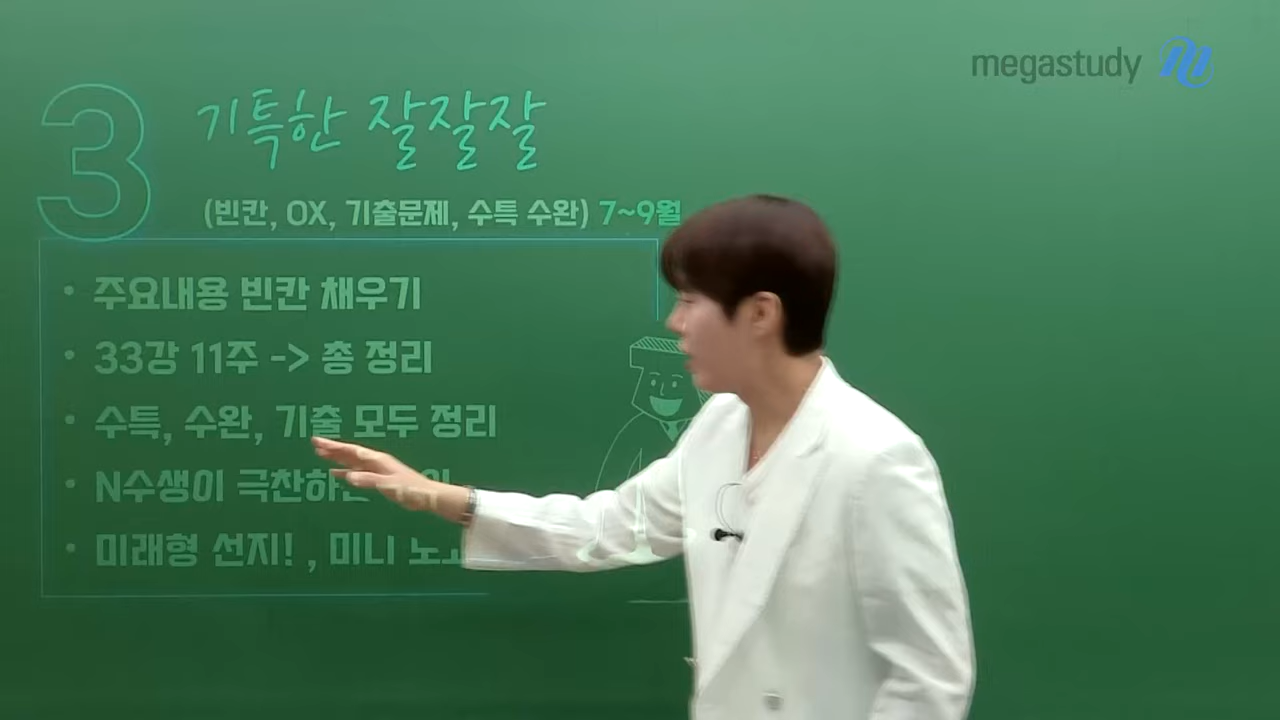 megastudy
3
기특한 잘잘잘
(빈칸, OX, 기출문제, 수특 수완) 7~9월
• 주요내용 빈칸 채우기
• 33강 11주 -> 총 정리
• 수특, 수완, 기출 모두 정리
• N수생이 극찬하는
• 미래형 선지! , 미니